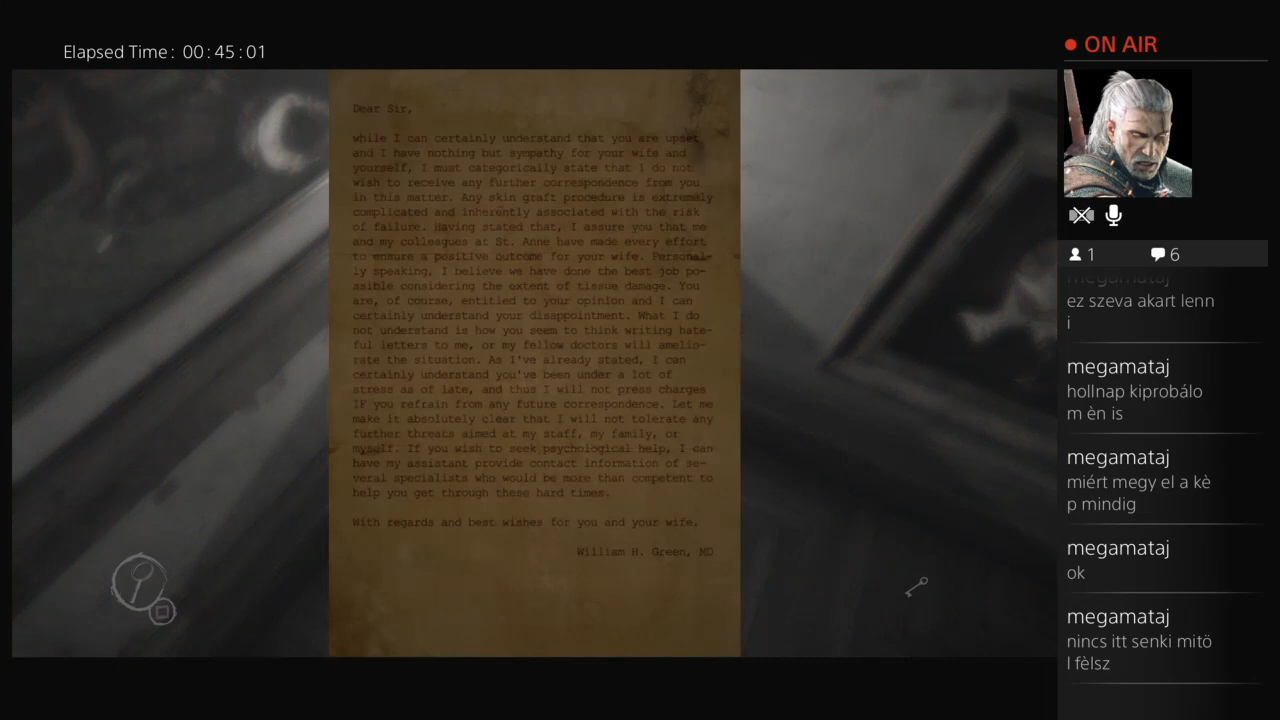 Elapsed Time: 00:45:01
Dear Sir,
while I can certainly understand that you are upset
and I have nothing but sympathy for your wife and
yourself, I must categorically state that I do not
wish to receive any further correspondence from you
in this matter. Any skin graft procedure is extremely
complicated and inherently associated with the risk
of failure. Having stated that, I assure you that me
and my colleagues at St. Anne have made every effort
to ensure a positive outcome for your wife. Personal-
ly speaking, I believe we have done the best job po-
ssible considering the extent of tissue damage. You
are, of course, entitled to your opinion and I can
certainly understand your disappointment. What I do
not understand is how you seem to think writing hate-
ful letters to me, or my fellow doctors will amelio-
rate the situation. As I've already stated, I can
certainly understand you've been under a lot of
stress as of late, and thus I will not press charges
IF you refrain from any future correspondence. Let me
make it absolutely clear that I will not tolerate any
further threats aimed at my staff, my family, or
myself. If you wish to seek psychological help, I can
have my assistant provide contact information of se-
veral specialists who would be more than competent to
help you get through these hard times.
With regards and best wishes for you and your wife,
William H. Green, MD
ON AIR
1 6
megamataj
ez szeva akart lenn
i
megamataj
hollnap kiprobálo
m èn is
megamataj
miért megy el a kè
p mindig
megamataj
ok
megamataj
nincs itt senki mitö
l fèlsz